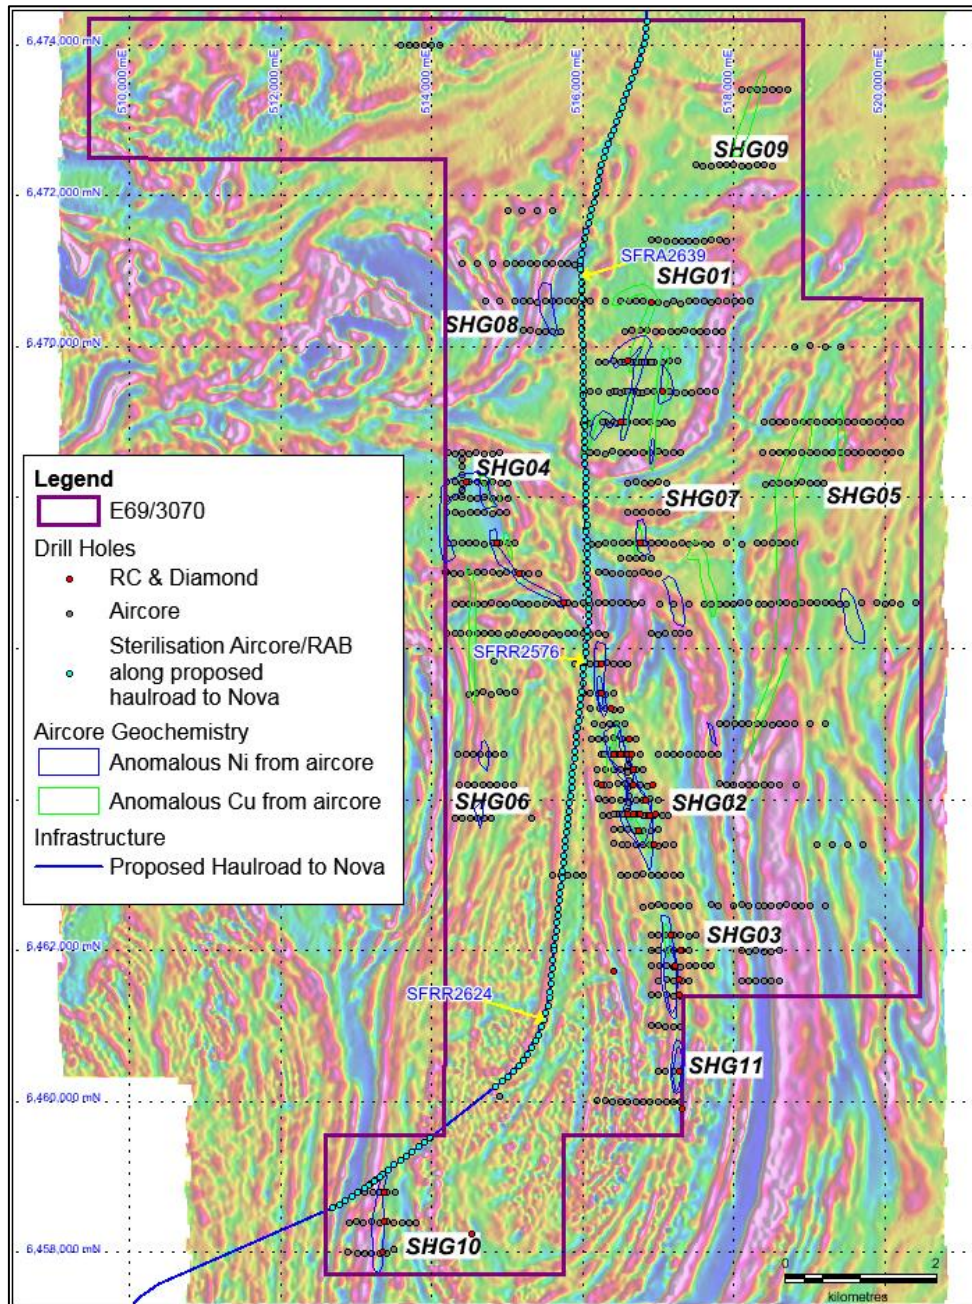 6,474,000 mN
510,000 mE
512,000 mE
514,000 mE
516,000 mE
518,000 mE
520,000 mE
SHG09
6,472,000 mN
SFRA2639
SHG01
SHG08
6,470,000 mN
Legend
E69/3070
Drill Holes
RC & Diamond
Aircore
Sterilisation Aircore/RAB
along proposed
haulroad to Nova
Aircore Geochemistry
Anomalous Ni from aircore
Anomalous Cu from aircore
Infrastructure
Proposed Haulroad to Nova
SHG04
SHG07
SHG05
SFRR2576
SHG06
SHG02
6,462,000 mN
SHG03
SFRR2624
SHG11
6,460,000 mN
6,458,000 mN
SHG10
0
1
2
kilometres